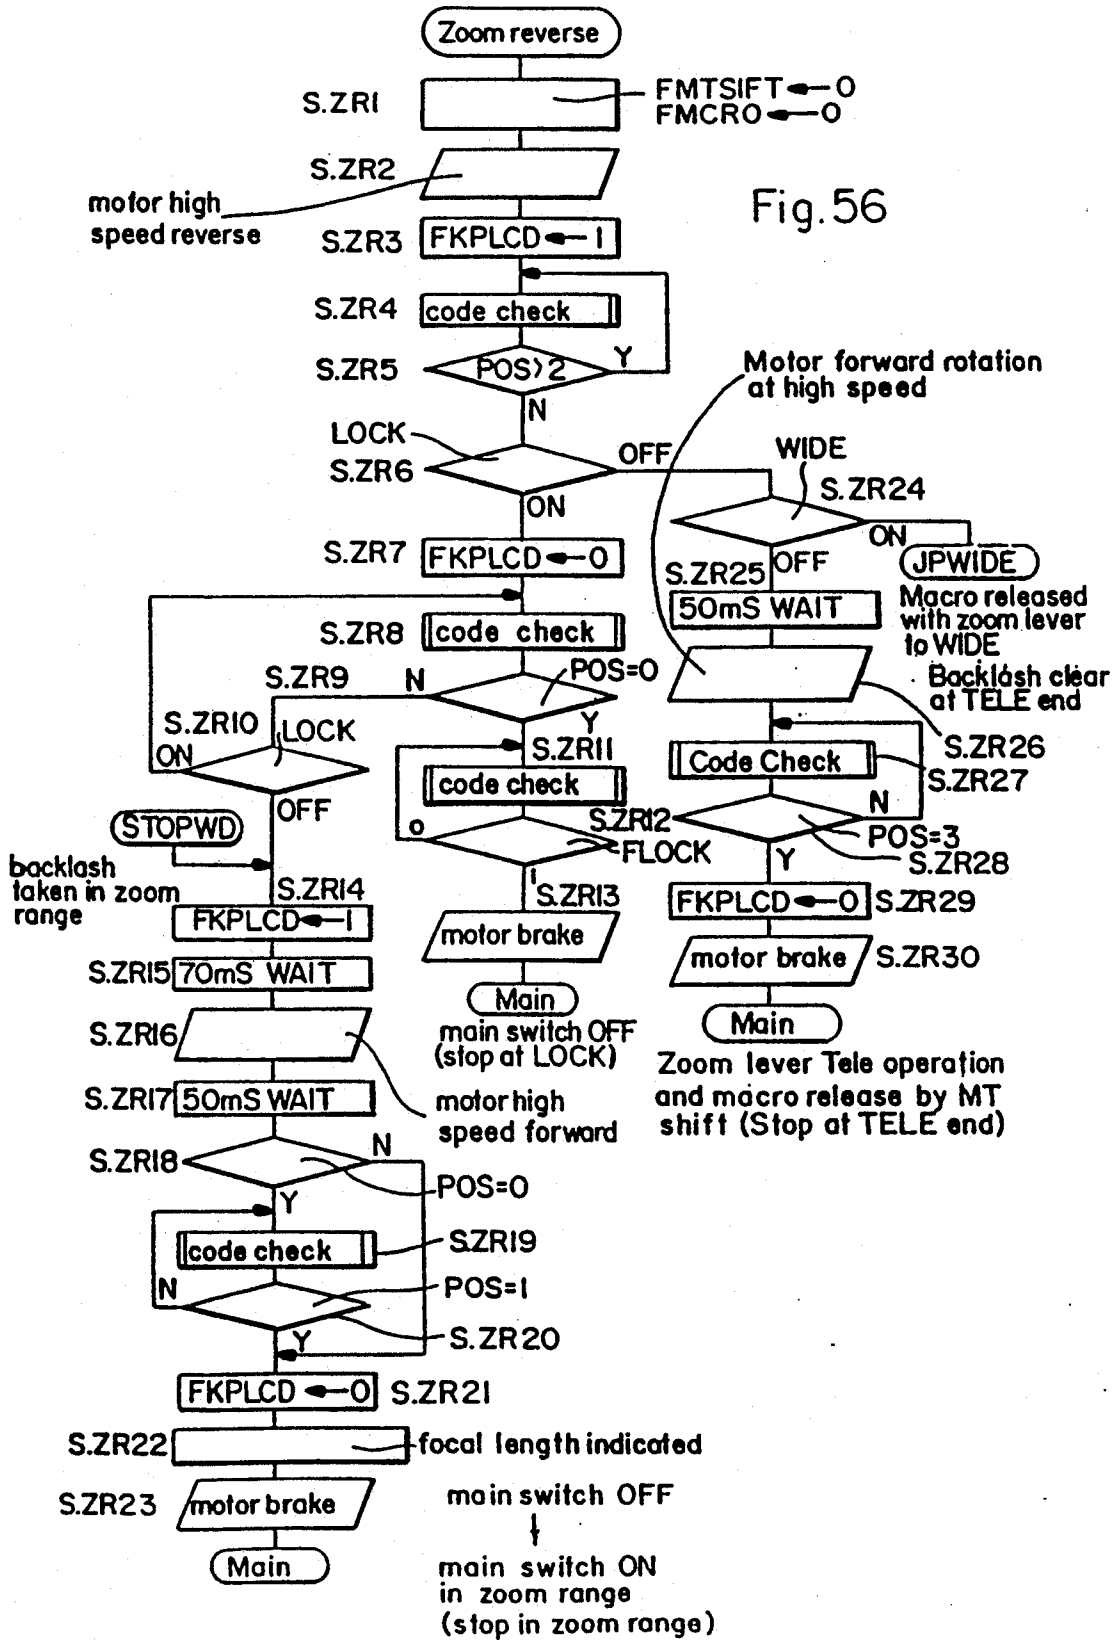 Zoom reverse
S.ZR1
FMTSIFT ← 0
FMCRO ← 0
S.ZR2
motor high
speed reverse
Fig. 56
S.ZR3
FKPLCD ← 1
S.ZR4
code check
S.ZR5
POS>2
Y
N
Motor forward rotation
at high speed
LOCK
S.ZR6
OFF
ON
WIDE
S.ZR24
ON
OFF
JPWIDE
Macro released
with zoom lever
to WIDE
S.ZR7
FKPLCD ← 0
S.ZR25
50mS WAIT
S.ZR8
code check
Backlash clear
at TELE end
S.ZR26
S.ZR9
N
POS=0
Y
S.ZR10
LOCK
ON
OFF
S.ZR11
code check
Code Check
S.ZR27
S.ZR12
0
FLOCK
1
N
POS=3
S.ZR28
Y
STOPWD
backlash
taken in zoom
range
S.ZR14
FKPLCD ← 1
S.ZR13
motor brake
FKPLCD ← 0
S.ZR29
S.ZR15
70mS WAIT
motor brake
S.ZR30
Main
main switch OFF
(stop at LOCK)
Main
Zoom lever Tele operation
and macro release by MT
shift (Stop at TELE end)
S.ZR16
motor high
speed forward
S.ZR17
50mS WAIT
S.ZR18
N
POS=0
Y
code check
S.ZR19
N
POS=1
S.ZR20
Y
FKPLCD ← 0
S.ZR21
S.ZR22
focal length indicated
S.ZR23
motor brake
Main
main switch OFF
↓
main switch ON
in zoom range
(stop in zoom range)